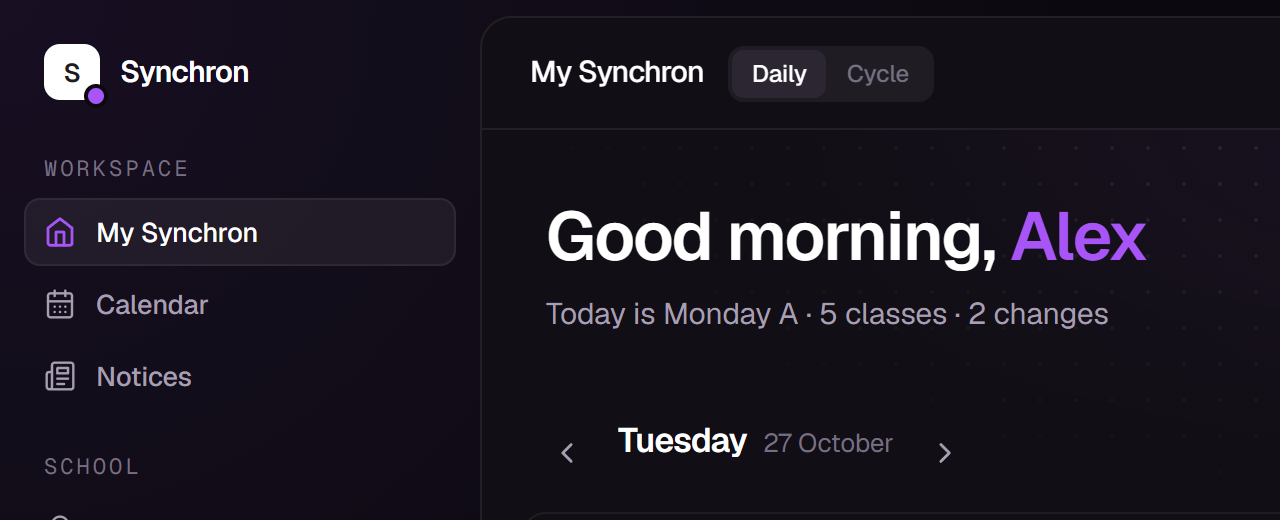 S
Synchron
My Synchron
Daily
Cycle
WORKSPACE
My Synchron
Calendar
Notices
SCHOOL
Good morning, Alex
Today is Monday A · 5 classes · 2 changes
Tuesday 27 October